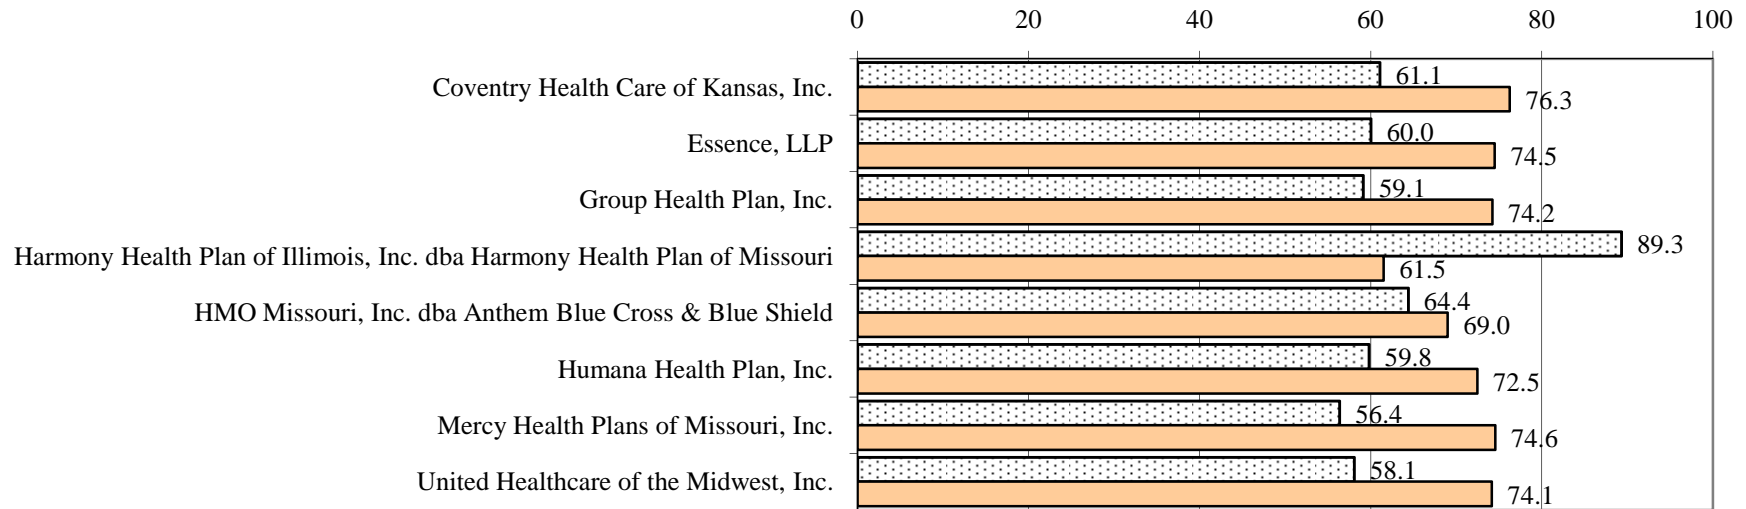 0 20 40 60 80 100
Coventry Health Care of Kansas, Inc. 61.1
76.3
Essence, LLP 60.0
74.5
Group Health Plan, Inc. 59.1
74.2
Harmony Health Plan of Illimois, Inc. dba Harmony Health Plan of Missouri 89.3
61.5
HMO Missouri, Inc. dba Anthem Blue Cross & Blue Shield 64.4
69.0
Humana Health Plan, Inc. 59.8
72.5
Mercy Health Plans of Missouri, Inc. 56.4
74.6
United Healthcare of the Midwest, Inc. 58.1
74.1